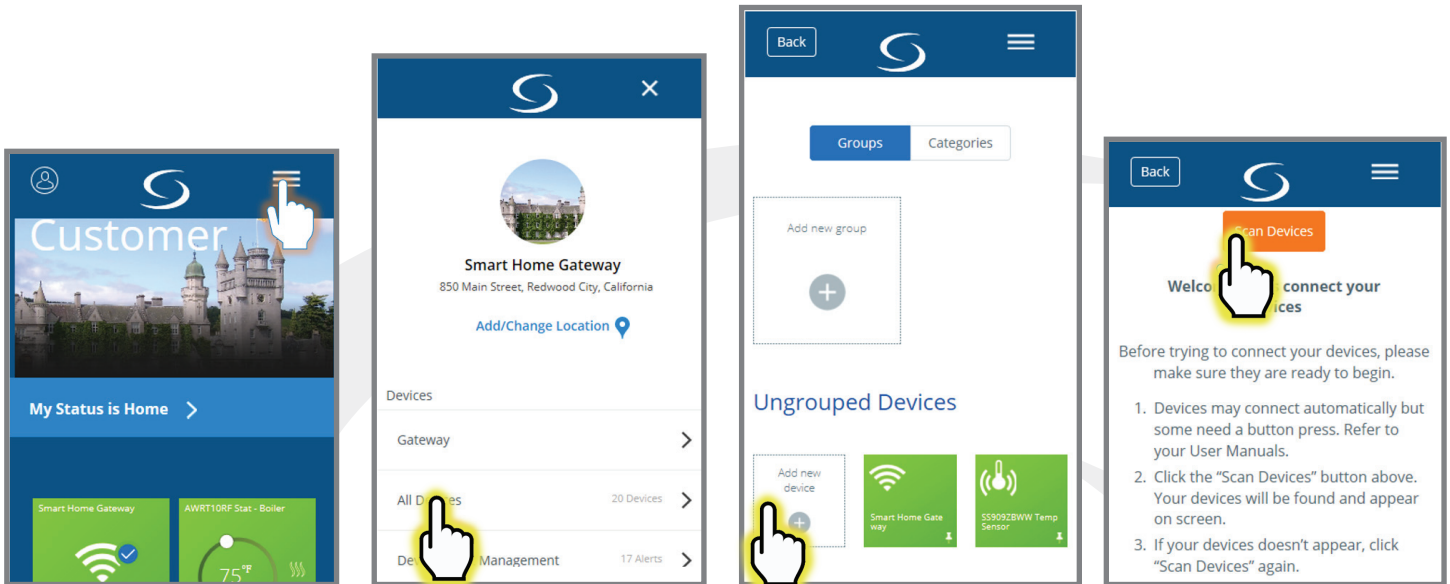 Customer
My Status is Home
Smart Home Gateway
AWRT10RF Stat - Boiler
75°F
Smart Home Gateway
850 Main Street, Redwood City, California
Add/Change Location
Devices
Gateway
All
20 Devices
Management
17 Alerts
Back
Groups
Categories
Add new group
Ungrouped Devices
Add new
device
Smart Home Gate
way
SS909ZBWW Temp
Sensor
Back
Scan Devices
connect your
Before trying to connect your devices, please
make sure they are ready to begin.
1. Devices may connect automatically but
some need a button press. Refer to
your User Manuals.
2. Click the “Scan Devices” button above.
Your devices will be found and appear
on screen.
3. If your devices doesn’t appear, click
“Scan Devices” again.